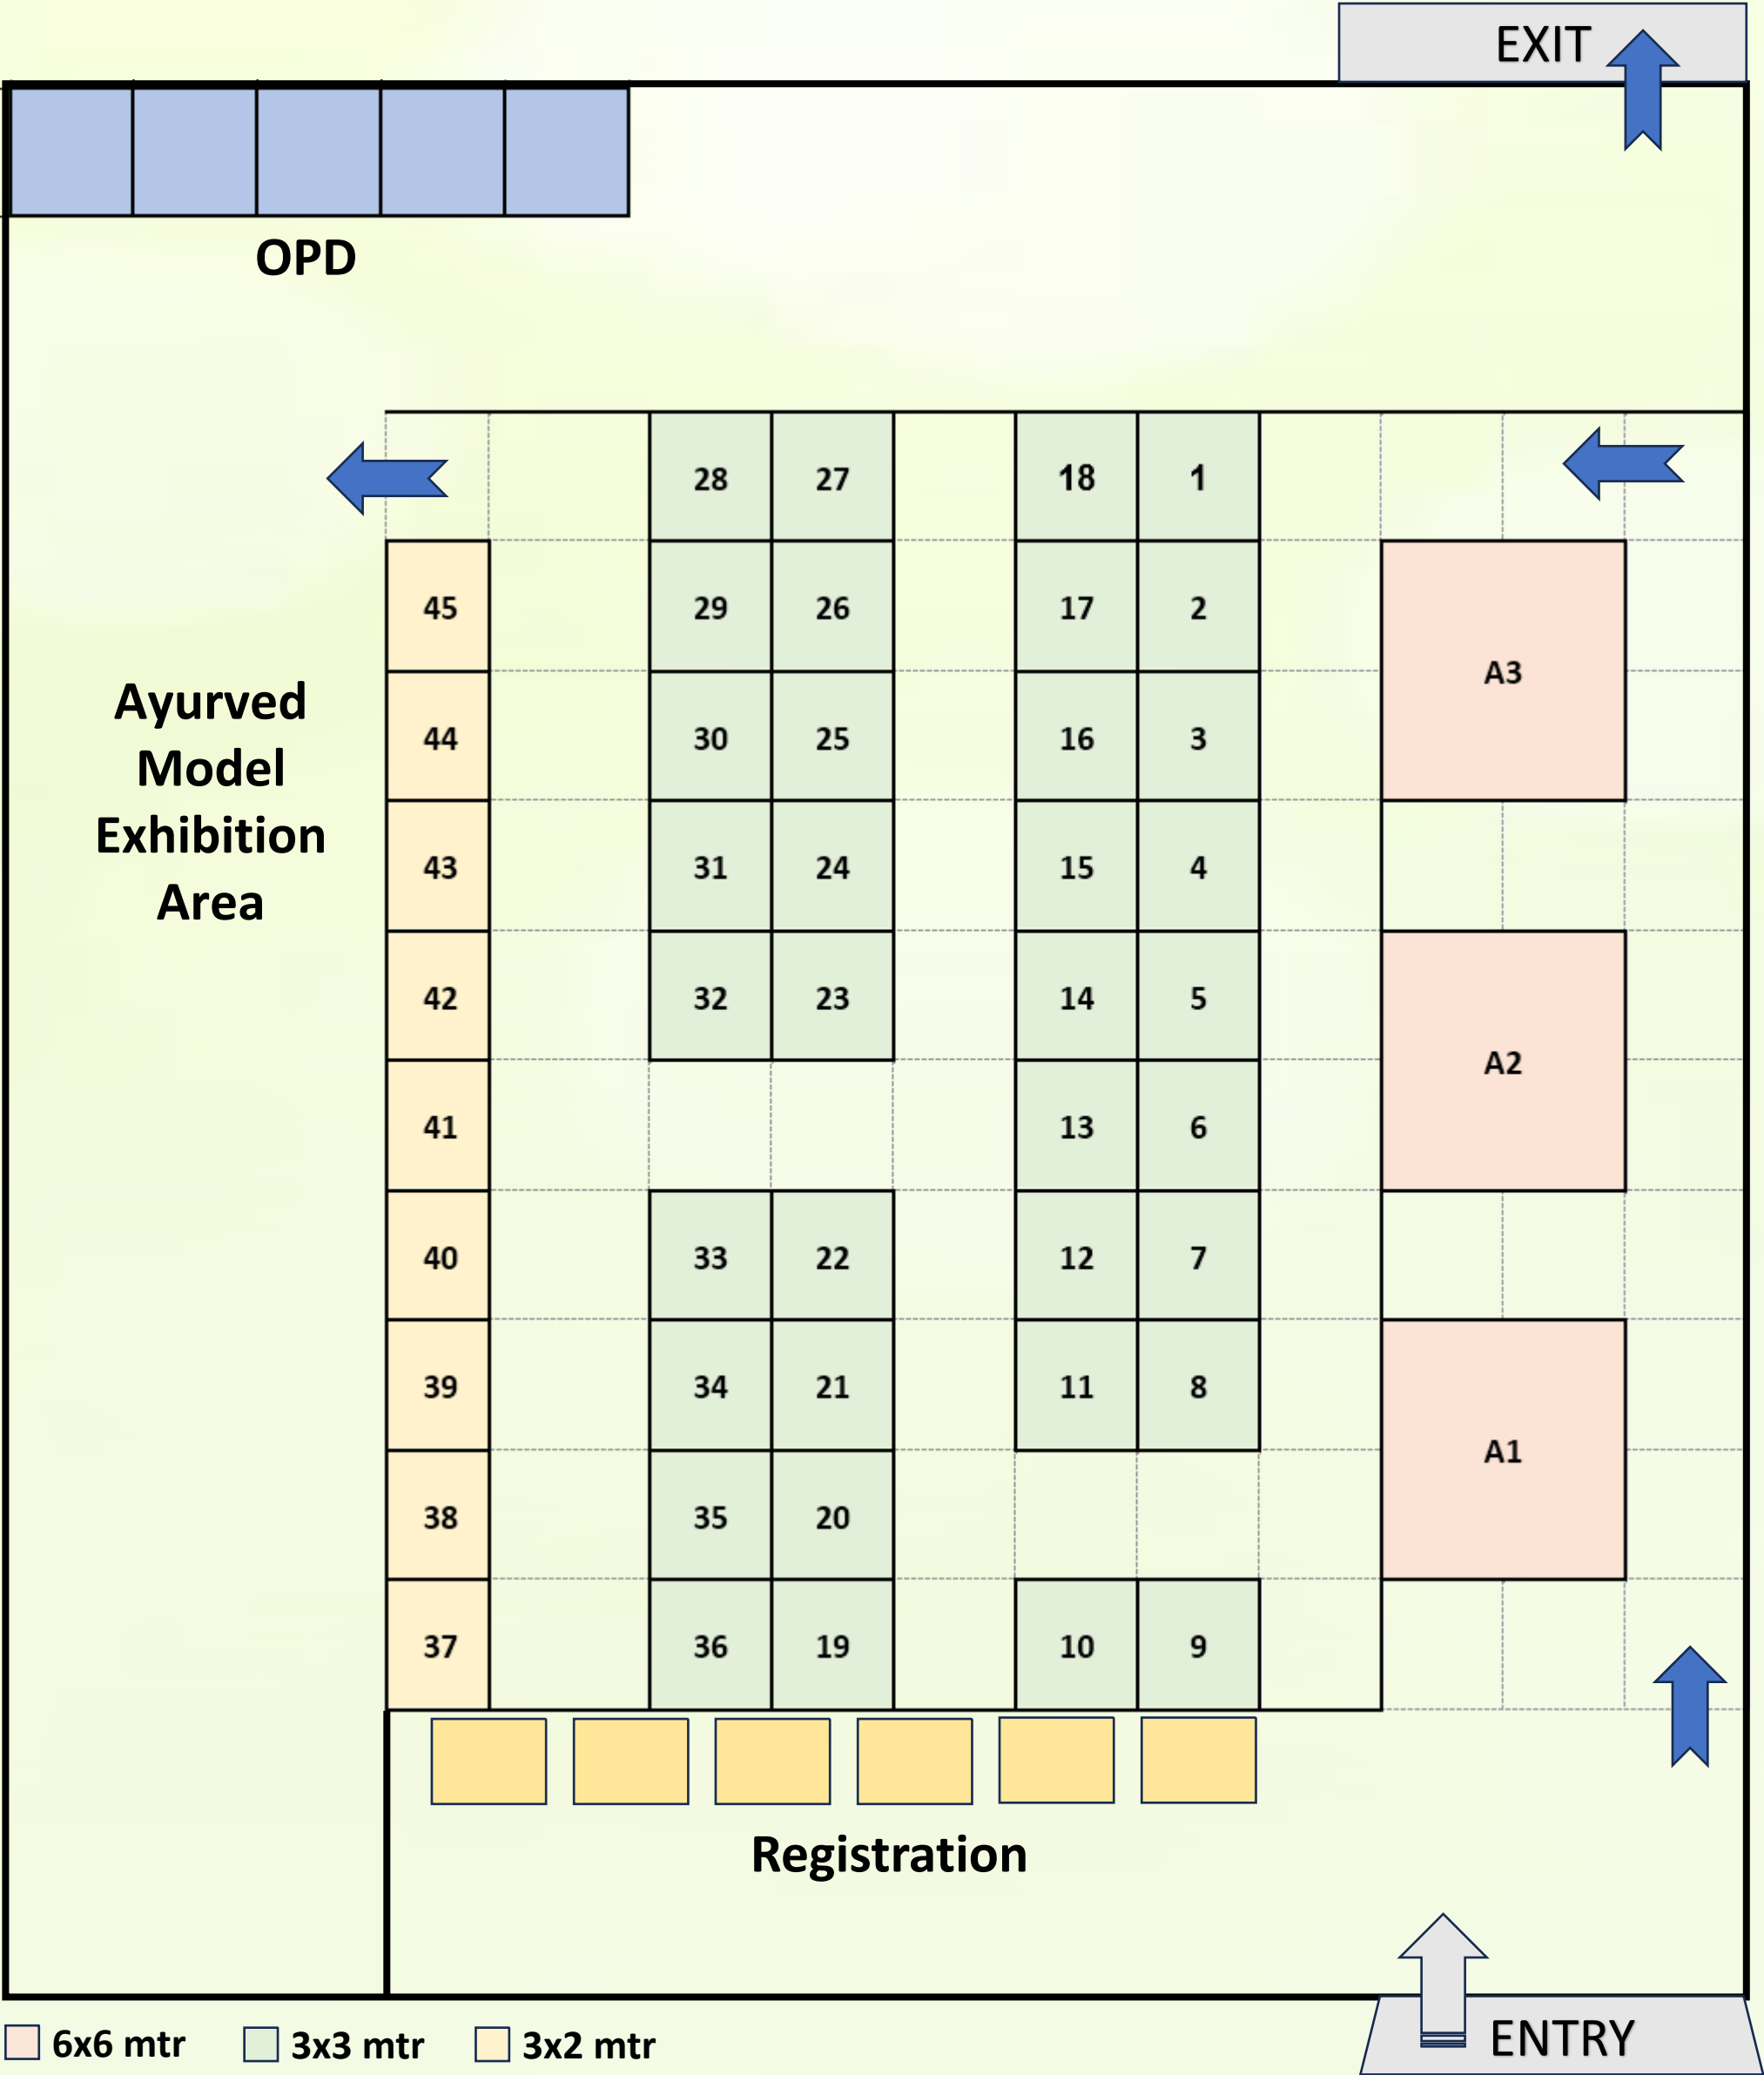 EXIT
OPD
28 27 18 1
45 29 26 17 2
A3
44 30 25 16 3
Ayurved
Model
Exhibition
Area
43 31 24 15 4
42 32 23 14 5
A2
41 13 6
40 33 22 12 7
39 34 21 11 8
A1
38 35 20
37 36 19 10 9
Registration
ENTRY
6x6 mtr 3x3 mtr 3x2 mtr